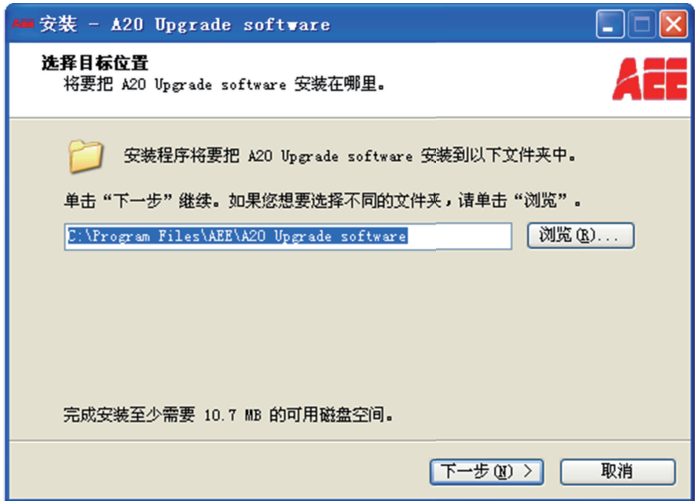 AEE 安装 - A20 Upgrade software
选择目标位置
将要把 A20 Upgrade software 安装在哪里。
AEE
安装程序将要把 A20 Upgrade software 安装到以下文件夹中。
单击“下一步”继续。如果您想要选择不同的文件夹，请单击“浏览”。
C:\Program Files\AEE\A20 Upgrade software
浏览(R)...
完成安装至少需要 10.7 MB 的可用磁盘空间。
下一步(N) >
取消